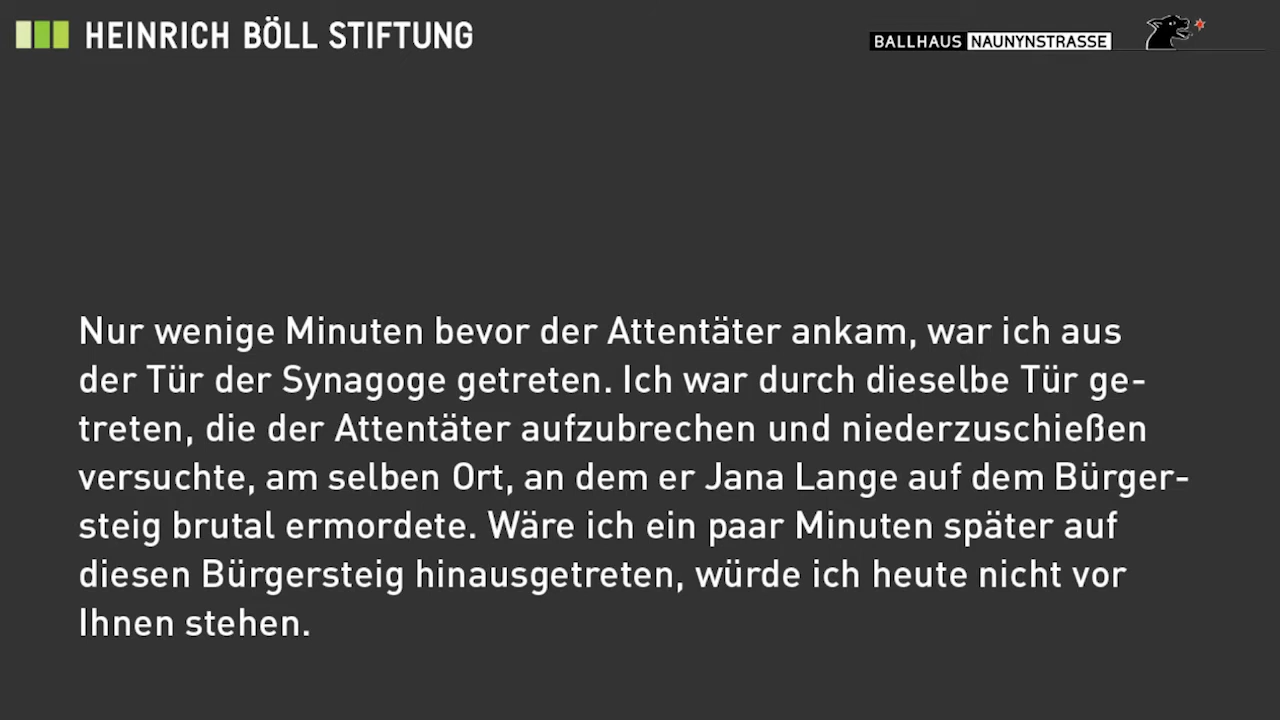 HEINRICH BÖLL STIFTUNG
BALLHAUS NAUNYNSTRASSE
Nur wenige Minuten bevor der Attentäter ankam, war ich aus
der Tür der Synagoge getreten. Ich war durch dieselbe Tür ge-
treten, die der Attentäter aufzubrechen und niederzuschießen
versuchte, am selben Ort, an dem er Jana Lange auf dem Bürger-
steig brutal ermordete. Wäre ich ein paar Minuten später auf
diesen Bürgersteig hinausgetreten, würde ich heute nicht vor
Ihnen stehen.